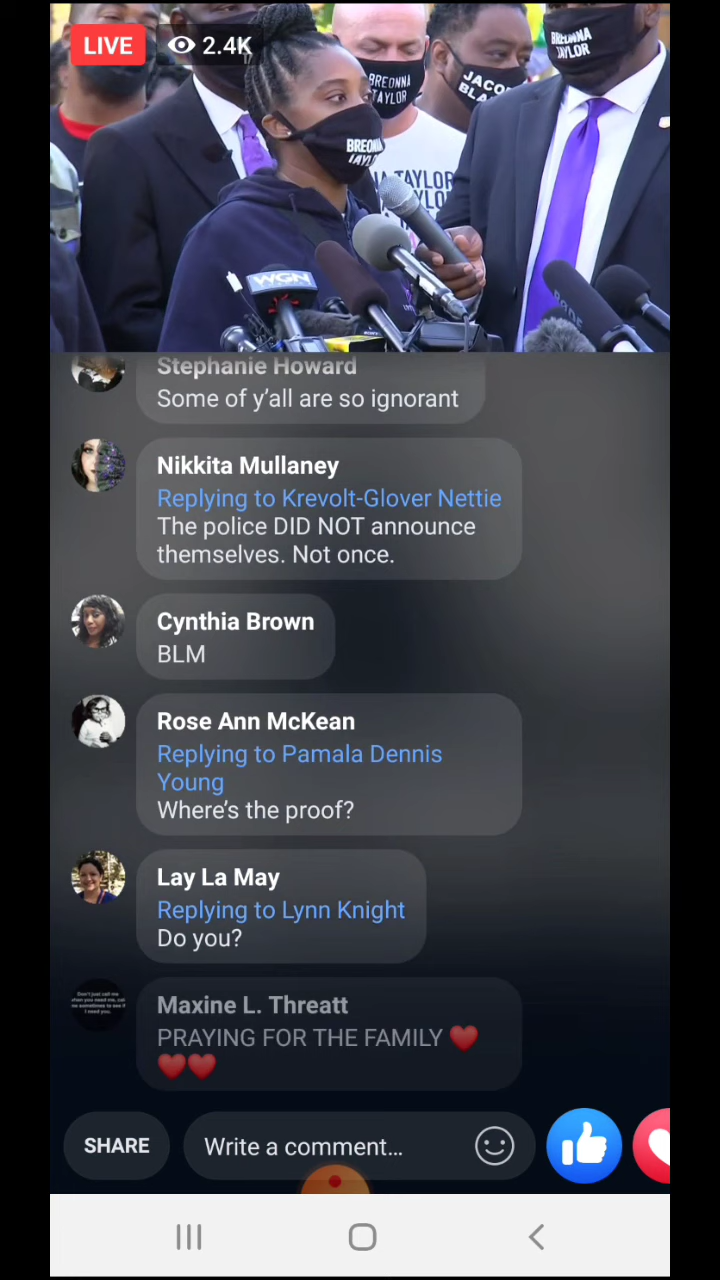 LIVE
2.4K
BREONNA
TAYLOR
BREONNA
TAYLOR
JACOB
BREONNA
TAYLOR
TAYLOR
WGN
Stephanie Howard
Some of y'all are so ignorant
Nikkita Mullaney
Replying to Krevolt-Glover Nettie
The police DID NOT announce
themselves. Not once.
Cynthia Brown
BLM
Rose Ann McKean
Replying to Pamala Dennis
Young
Where's the proof?
Lay La May
Replying to Lynn Knight
Do you?
Maxine L. Threatt
PRAYING FOR THE FAMILY ❤️
❤️❤️
SHARE
Write a comment...